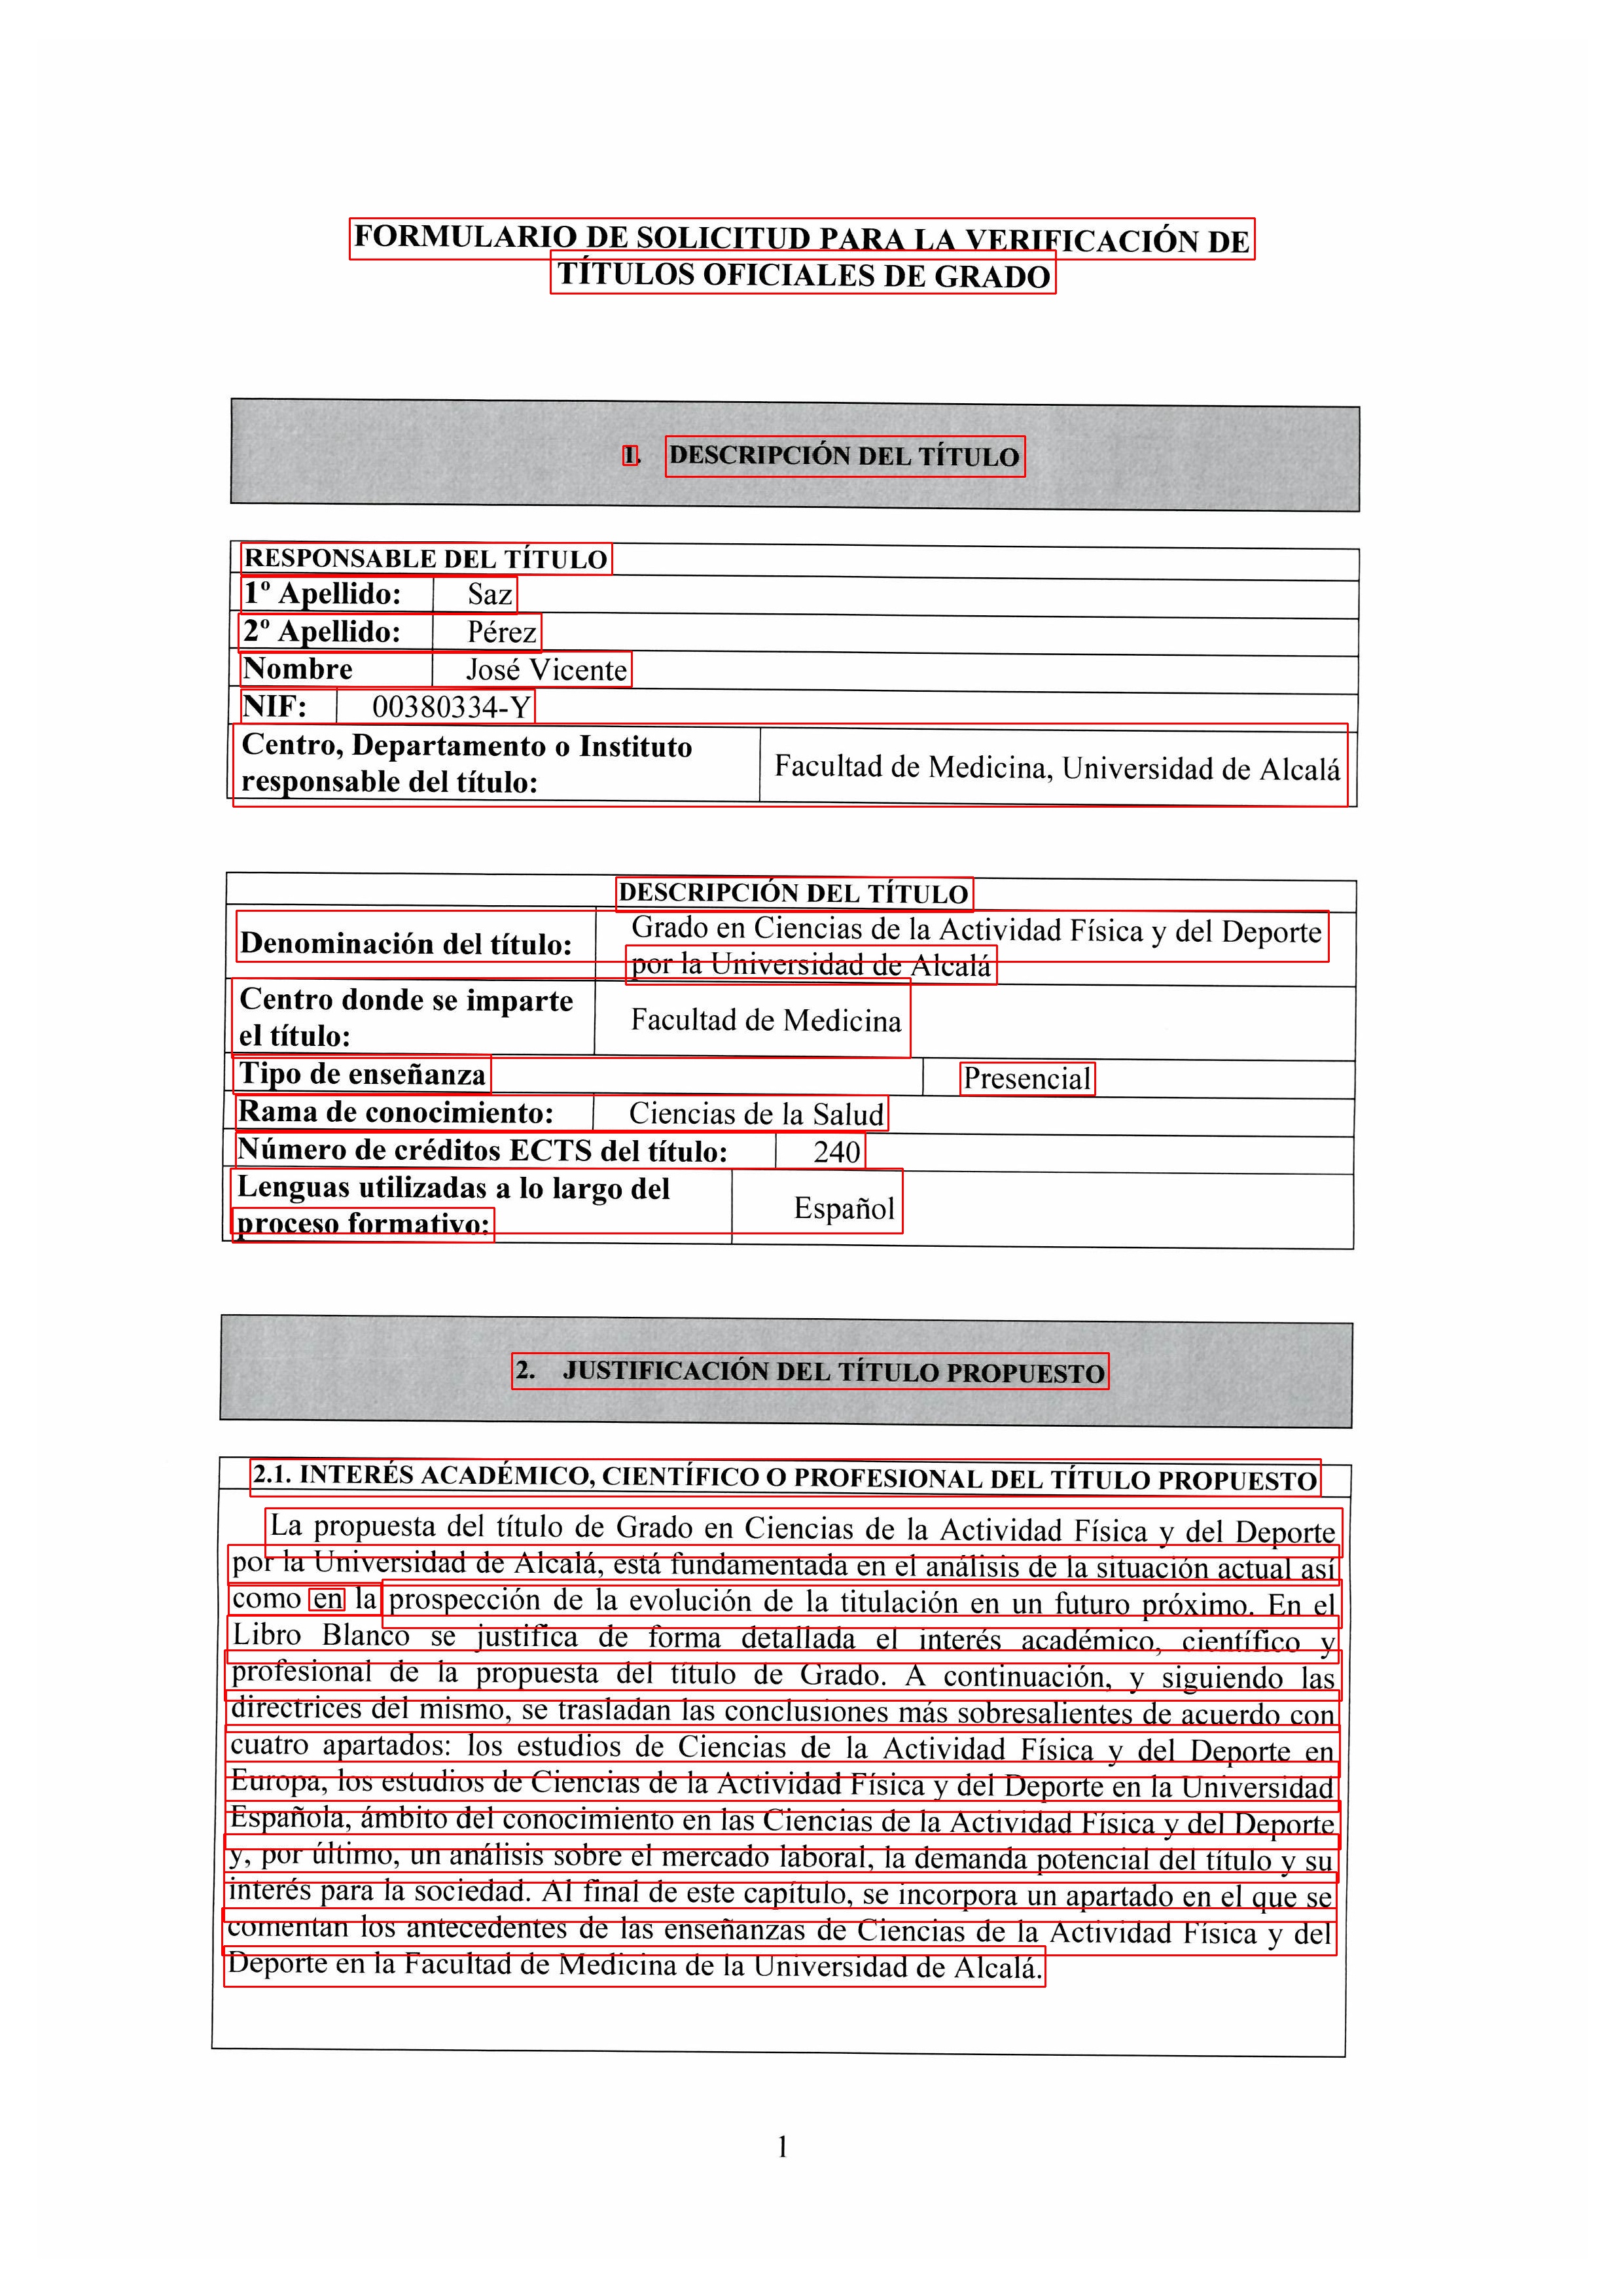 FORMULARIO DE SOLICITUD PARA LA VERIFICACIÓN DE
TÍTULOS OFICIALES DE GRADO
1. DESCRIPCIÓN DEL TÍTULO
RESPONSABLE DEL TÍTULO
1º Apellido: Saz
2º Apellido: Pérez
Nombre José Vicente
NIF: 00380334-Y
Centro, Departamento o Instituto
responsable del título:
Facultad de Medicina, Universidad de Alcalá
DESCRIPCIÓN DEL TÍTULO
Denominación del título:
Grado en Ciencias de la Actividad Física y del Deporte
por la Universidad de Alcalá
Centro donde se imparte
el título:
Facultad de Medicina
Tipo de enseñanza Presencial
Rama de conocimiento: Ciencias de la Salud
Número de créditos ECTS del título: 240
Lenguas utilizadas a lo largo del
proceso formativo:
Español
2. JUSTIFICACIÓN DEL TÍTULO PROPUESTO
2.1. INTERÉS ACADÉMICO, CIENTÍFICO O PROFESIONAL DEL TÍTULO PROPUESTO
La propuesta del título de Grado en Ciencias de la Actividad Física y del Deporte
por la Universidad de Alcalá, está fundamentada en el análisis de la situación actual así
como en la prospección de la evolución de la titulación en un futuro próximo. En el
Libro Blanco se justifica de forma detallada el interés académico, científico y
profesional de la propuesta del título de Grado. A continuación, y siguiendo las
directrices del mismo, se trasladan las conclusiones más sobresalientes de acuerdo con
cuatro apartados: los estudios de Ciencias de la Actividad Física y del Deporte en
Europa, los estudios de Ciencias de la Actividad Física y del Deporte en la Universidad
Española, ámbito del conocimiento en las Ciencias de la Actividad Física y del Deporte
y, por último, un análisis sobre el mercado laboral, la demanda potencial del título y su
interés para la sociedad. Al final de este capítulo, se incorpora un apartado en el que se
comentan los antecedentes de las enseñanzas de Ciencias de la Actividad Física y del
Deporte en la Facultad de Medicina de la Universidad de Alcalá.
1